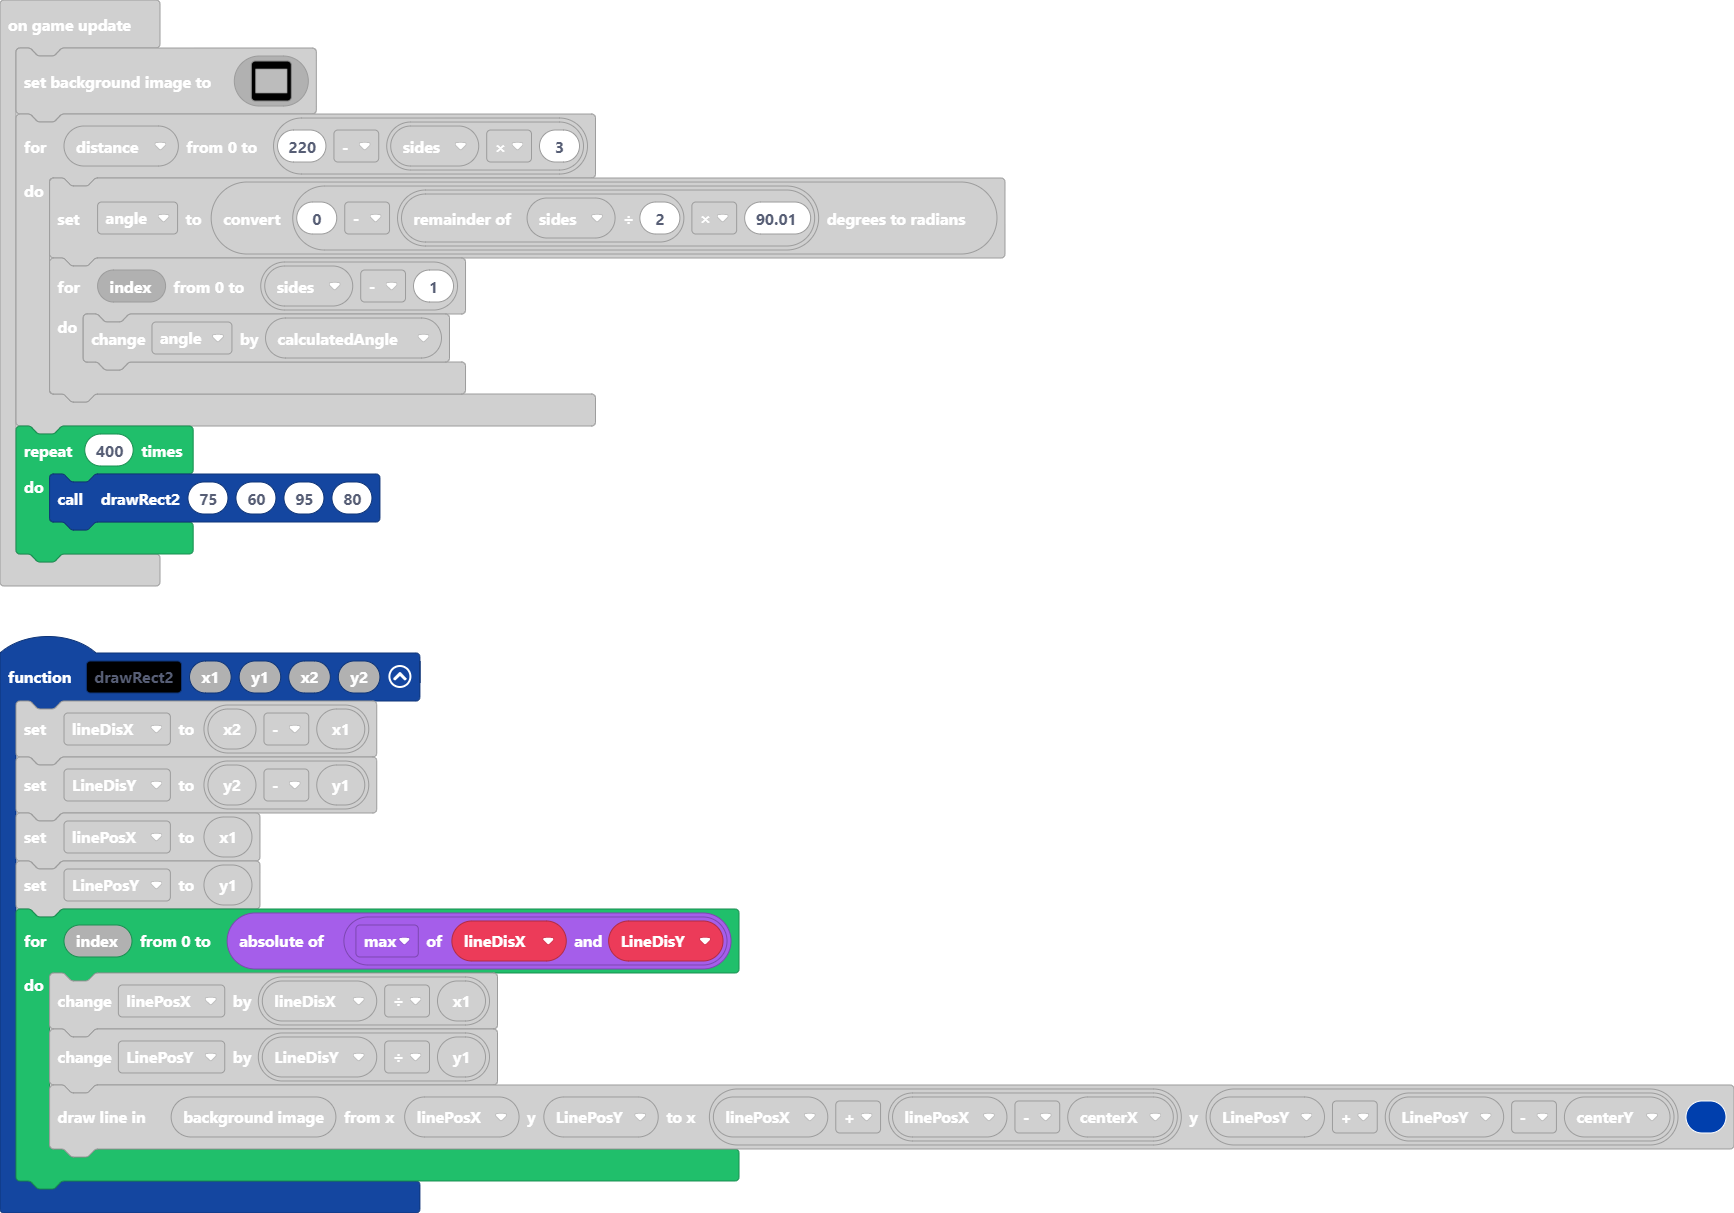 on game update
set background image to
for distance from 0 to 220 - sides × 3
do
set angle to convert 0 - remainder of sides ÷ 2 × 90.01 degrees to radians
for index from 0 to sides - 1
do
change angle by calculatedAngle
repeat 400 times
do
call drawRect2 75 60 95 80
function drawRect2 x1 y1 x2 y2
set lineDisX to x2 - x1
set LineDisY to y2 - y1
set linePosX to x1
set LinePosY to y1
for index from 0 to absolute of max of lineDisX and LineDisY
do
change linePosX by lineDisX ÷ x1
change LinePosY by LineDisY ÷ y1
draw line in background image from x linePosX y LinePosY to x linePosX + linePosX - centerX y LinePosY + LinePosY - centerY